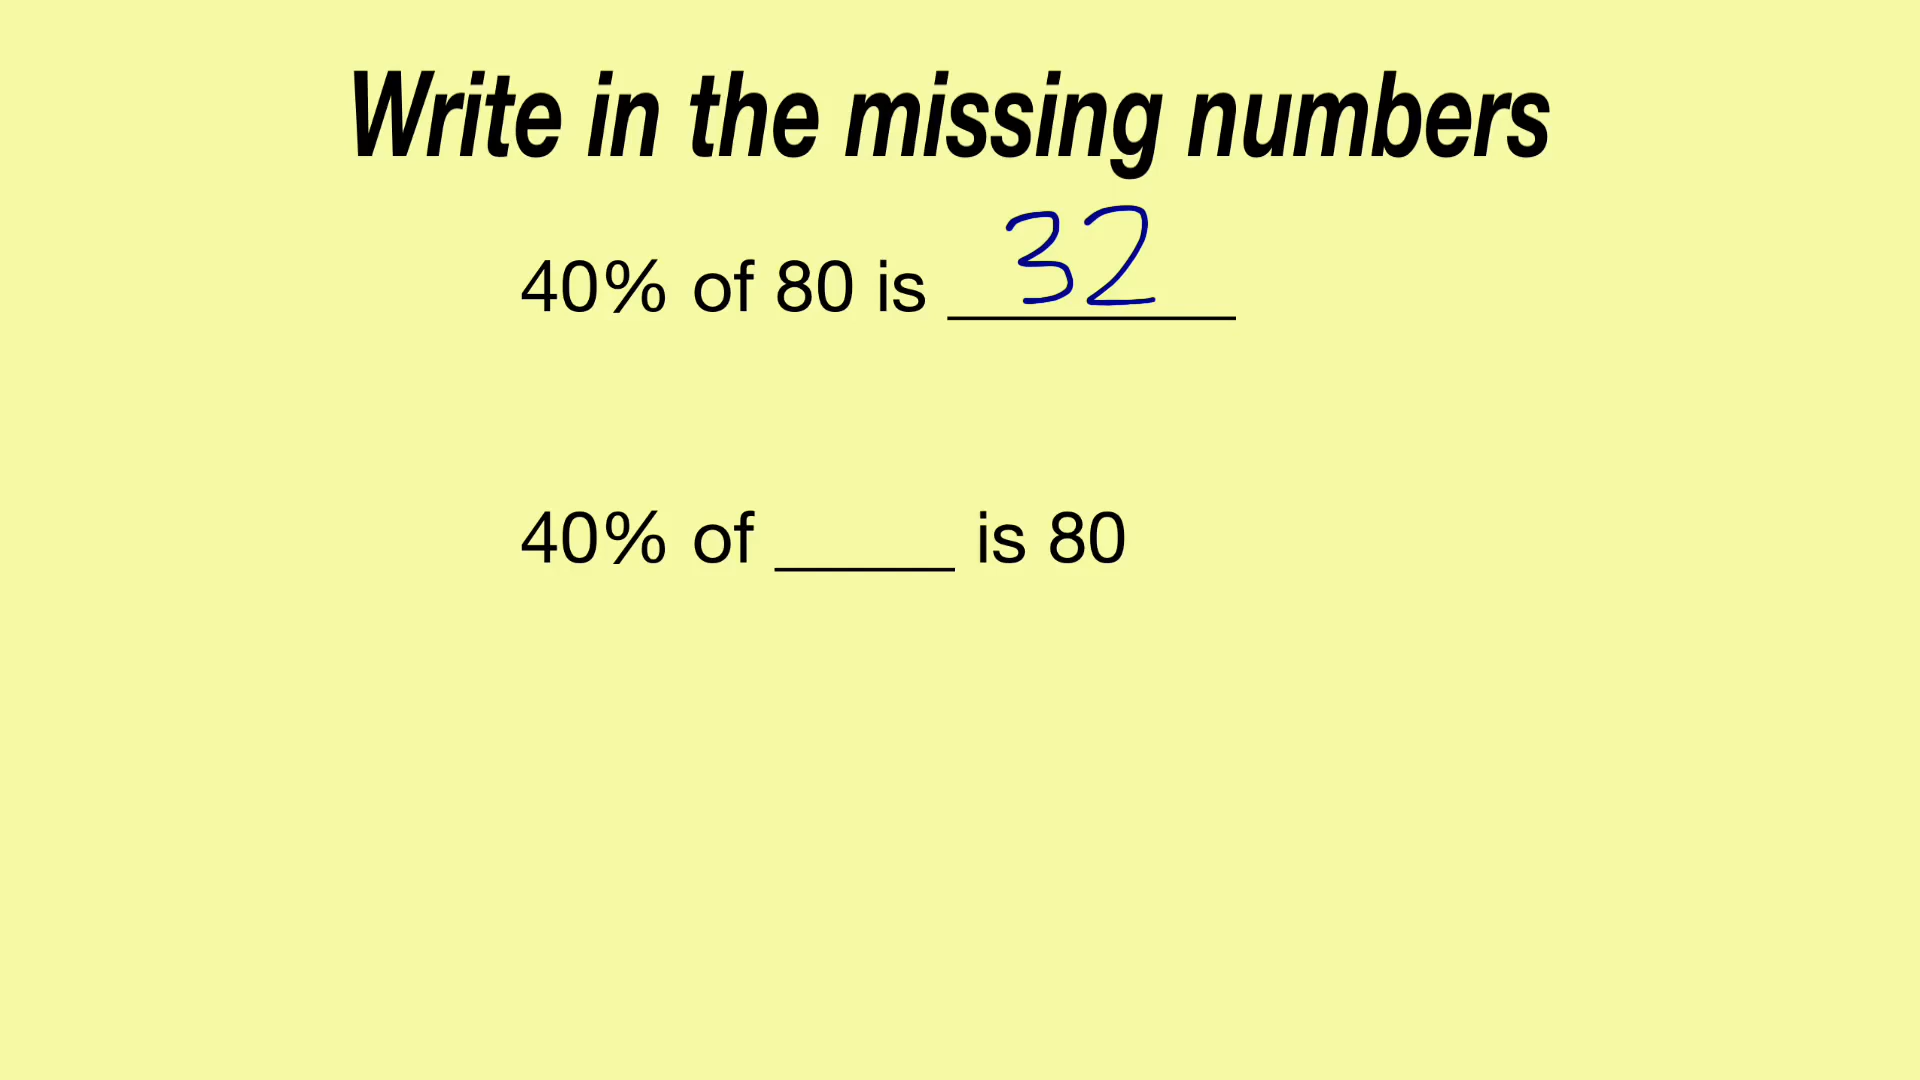 Write in the missing numbers
40% of 80 is 32
40% of _____ is 80